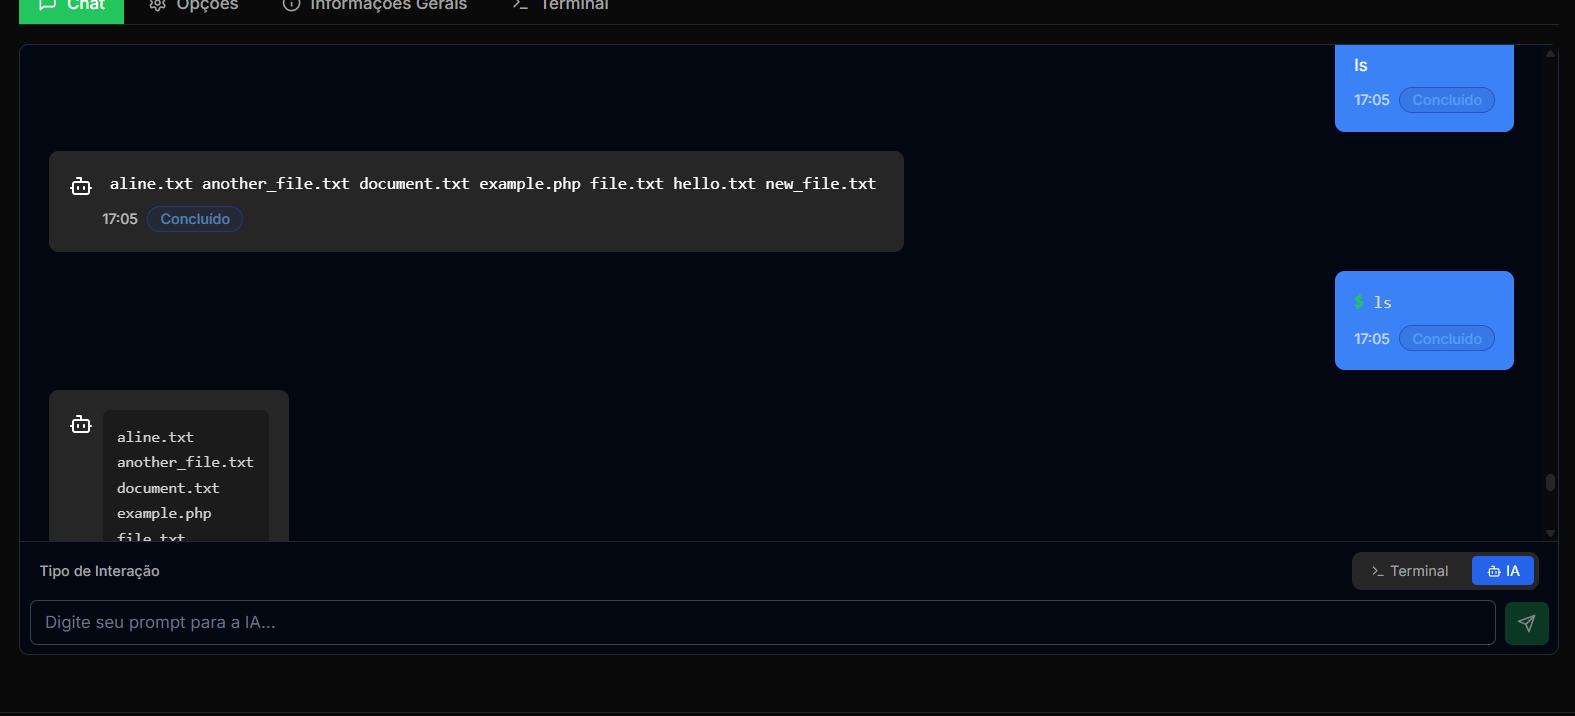 Chat Opções Informações Gerais Terminal
ls
17:05 Concluído
aline.txt another_file.txt document.txt example.php file.txt hello.txt new_file.txt
17:05 Concluído
$ ls
17:05 Concluído
aline.txt
another_file.txt
document.txt
example.php
file.txt
Tipo de Interação
Terminal IA
Digite seu prompt para a IA...